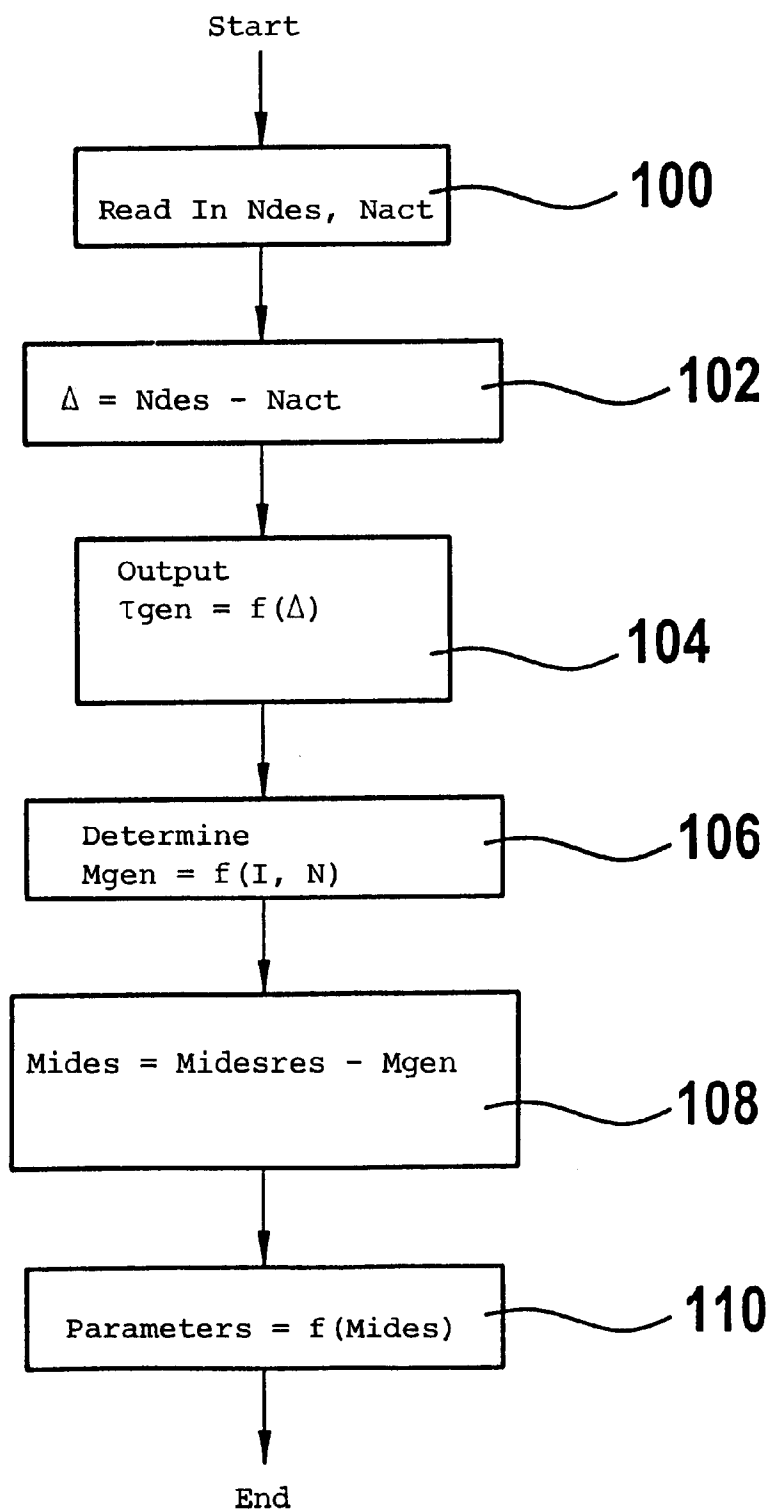 Start
Read In Ndes, Nact
100
Δ = Ndes - Nact
102
Output
τgen = f(Δ)
104
Determine
Mgen = f(I, N)
106
Mides = Midesres - Mgen
108
Parameters = f(Mides)
110
End